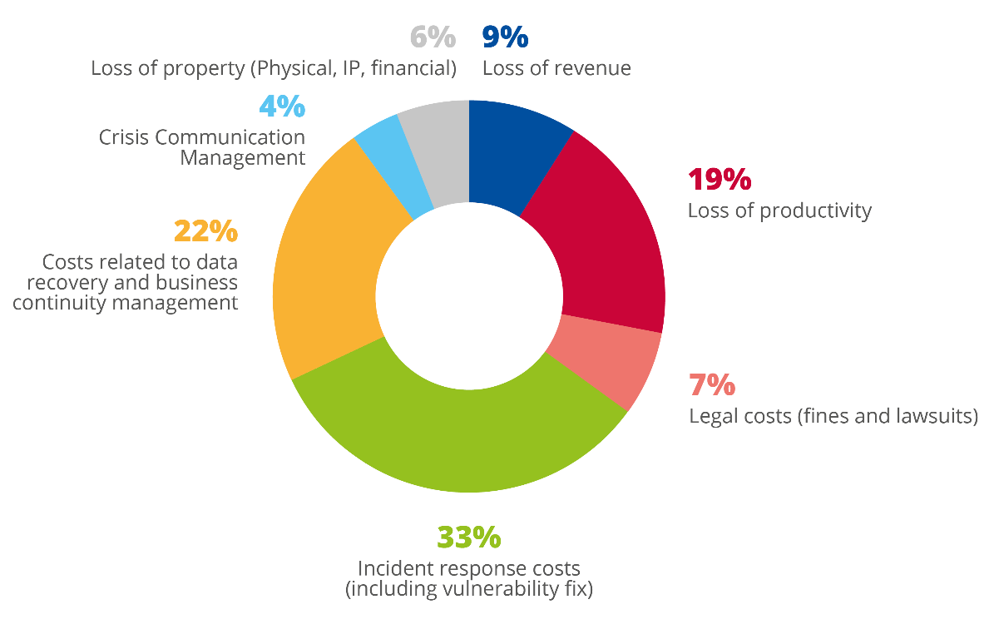 6%
Loss of property (Physical, IP, financial)
9%
Loss of revenue
4%
Crisis Communication
Management
19%
Loss of productivity
22%
Costs related to data
recovery and business
continuity management
7%
Legal costs (fines and lawsuits)
33%
Incident response costs
(including vulnerability fix)